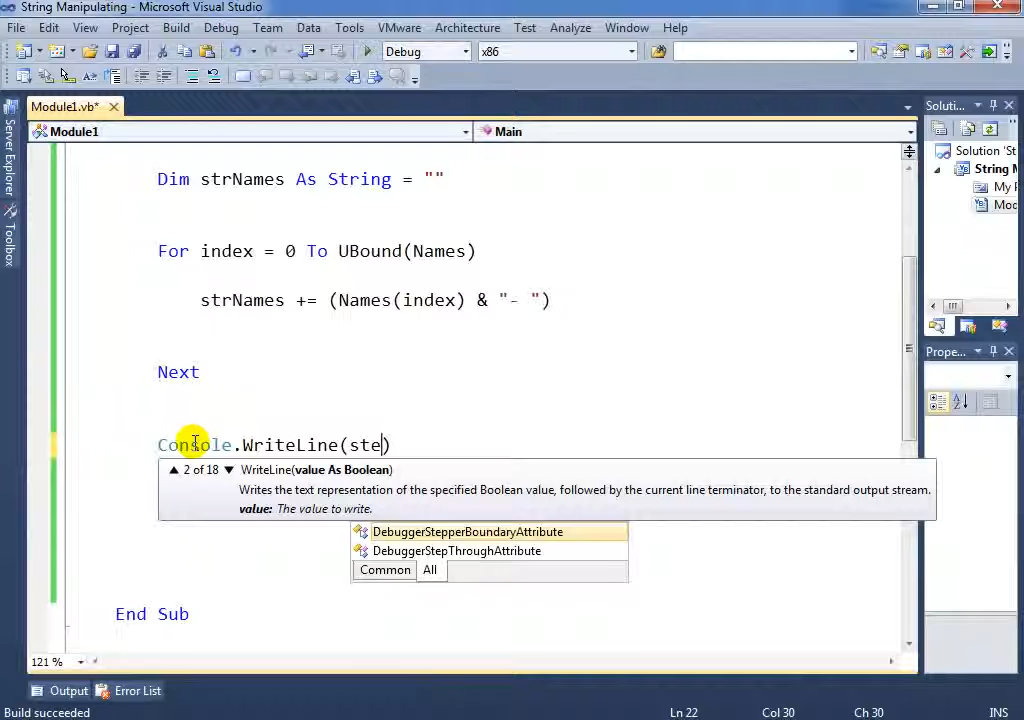 String Manipulating - Microsoft Visual Studio
File Edit View Project Build Debug Team Data Tools VMware Architecture Test Analyze Window Help
Debug x86
Module1.vb* Soluti...
Module1 Main
Server Explorer
Toolbox
Solution 'St
String M
My P
Mod
Dim strNames As String = ""
For index = 0 To UBound(Names)
strNames += (Names(index) & "- ")
Next
Prope...
Console.WriteLine(ste)
2 of 18 WriteLine(value As Boolean)
Writes the text representation of the specified Boolean value, followed by the current line terminator, to the standard output stream.
value: The value to write.
DebuggerStepperBoundaryAttribute
DebuggerStepThroughAttribute
Common All
End Sub
121 %
Output Error List
Build succeeded Ln 22 Col 30 Ch 30 INS